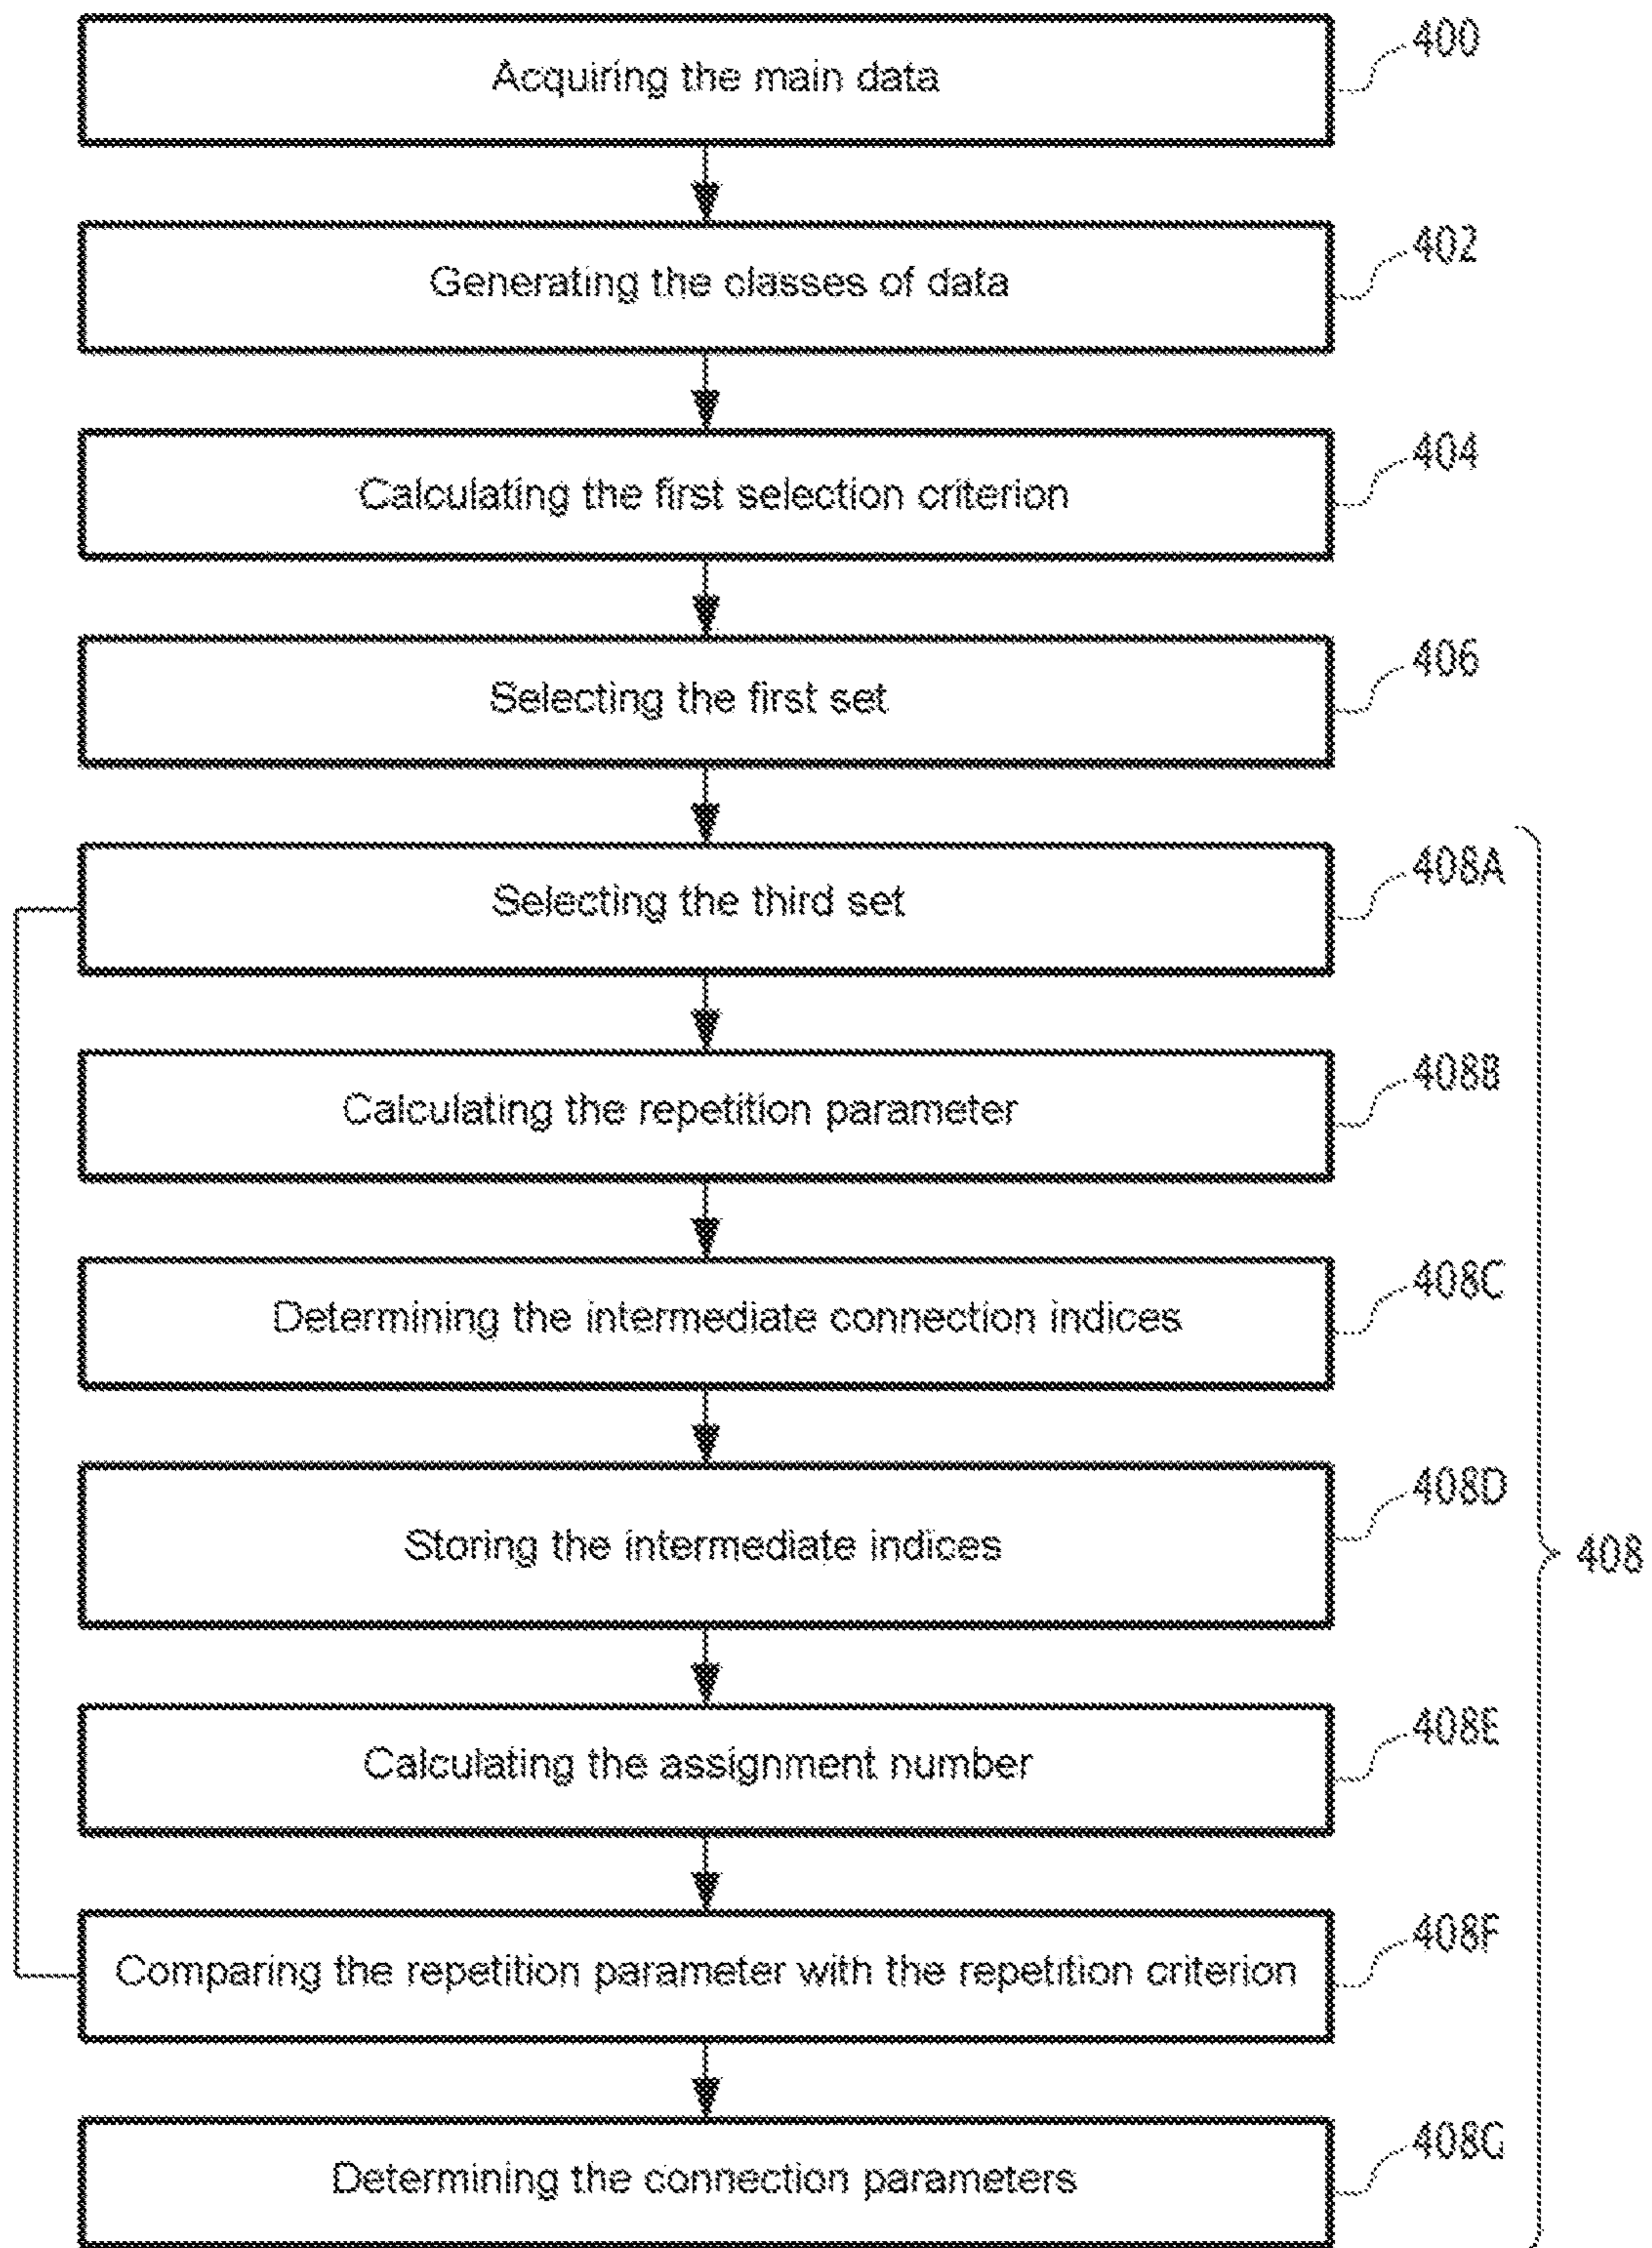 Acquiring the main data
400
Generating the classes of data
402
Calculating the first selection criterion
404
Selecting the first set
406
Selecting the third set
408A
Calculating the repetition parameter
408B
Determining the intermediate connection indices
408C
Storing the intermediate indices
408D
408
Calculating the assignment number
408E
Comparing the repetition parameter with the repetition criterion
408F
Determining the connection parameters
408G